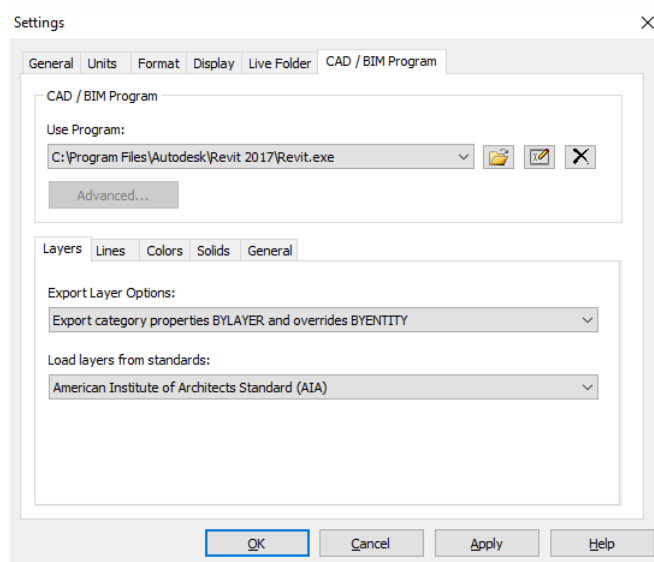 Settings
General Units Format Display Live Folder CAD / BIM Program
CAD / BIM Program
Use Program:
C:\Program Files\Autodesk\Revit 2017\Revit.exe
Advanced...
Layers Lines Colors Solids General
Export Layer Options:
Export category properties BYLAYER and overrides BYENTITY
Load layers from standards:
American Institute of Architects Standard (AIA)
OK Cancel Apply Help